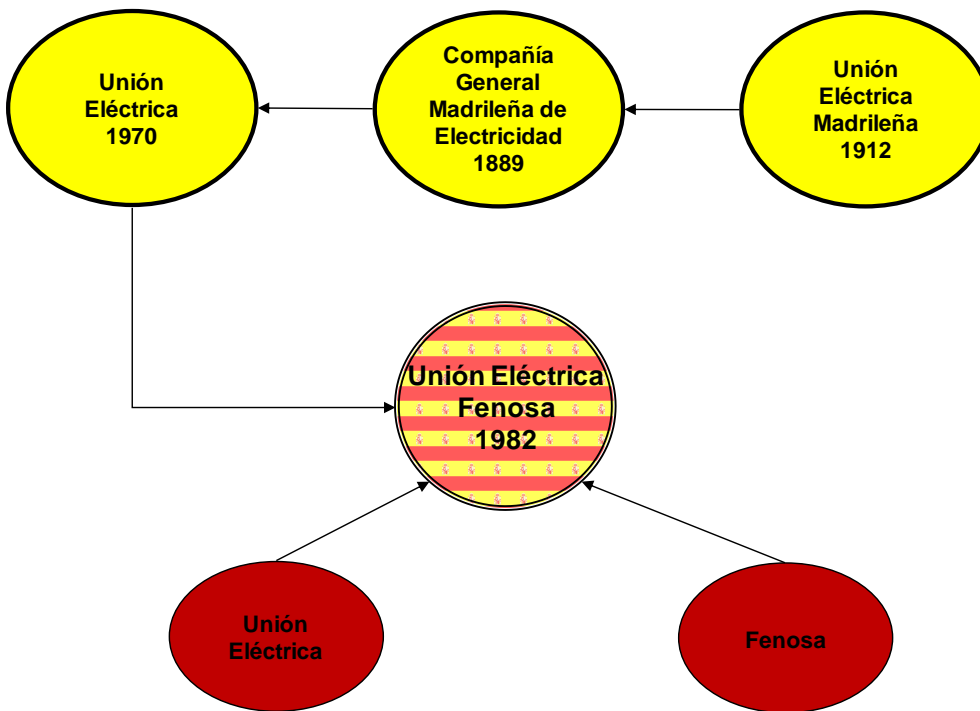 Unión
Eléctrica
1970
Compañía
General
Madrileña de
Electricidad
1889
Unión
Eléctrica
Madrileña
1912
Unión Eléctrica
Fenosa
1982
Unión
Eléctrica
Fenosa